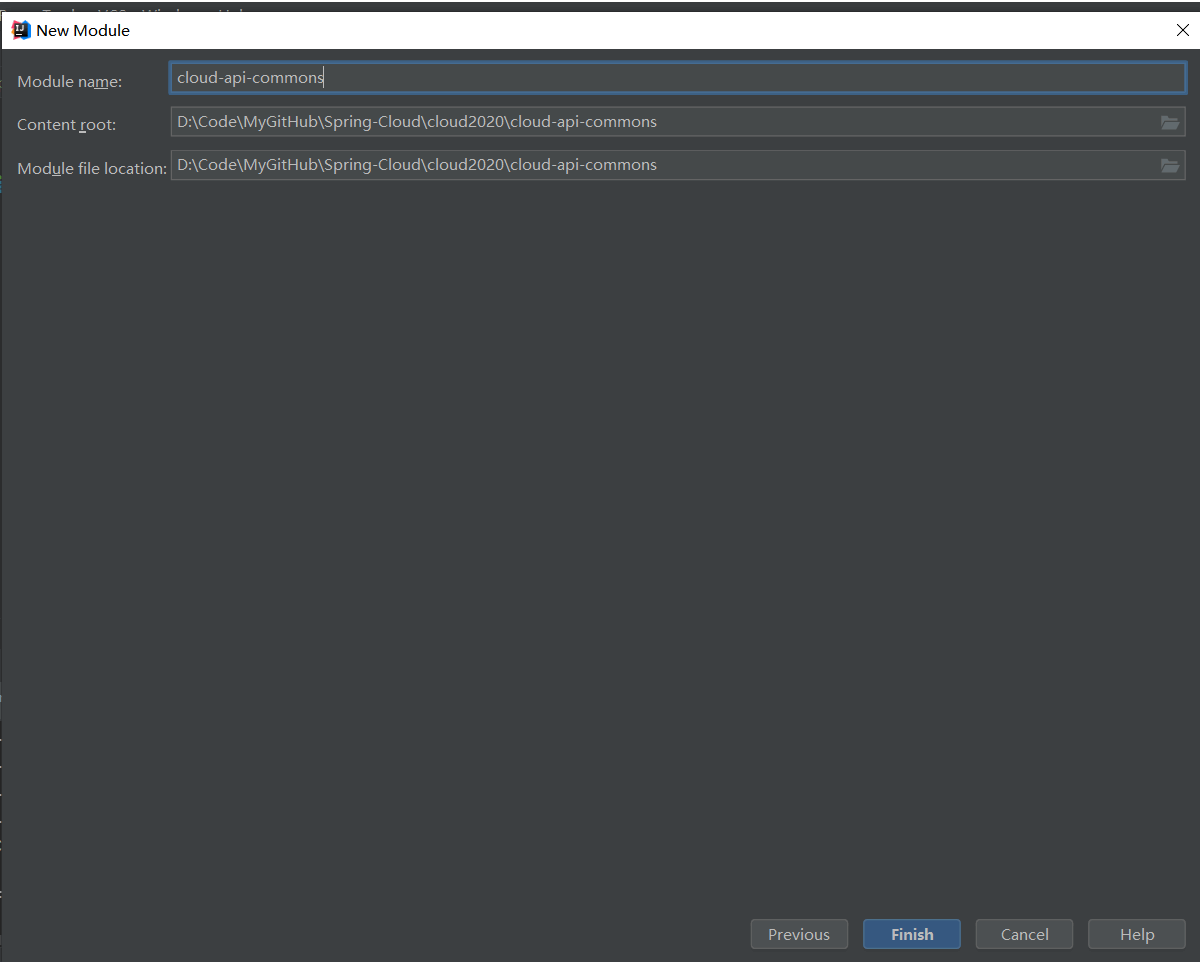 New Module
Module name: cloud-api-commons
Content root: D:\Code\MyGitHub\Spring-Cloud\cloud2020\cloud-api-commons
Module file location: D:\Code\MyGitHub\Spring-Cloud\cloud2020\cloud-api-commons
Previous Finish Cancel Help